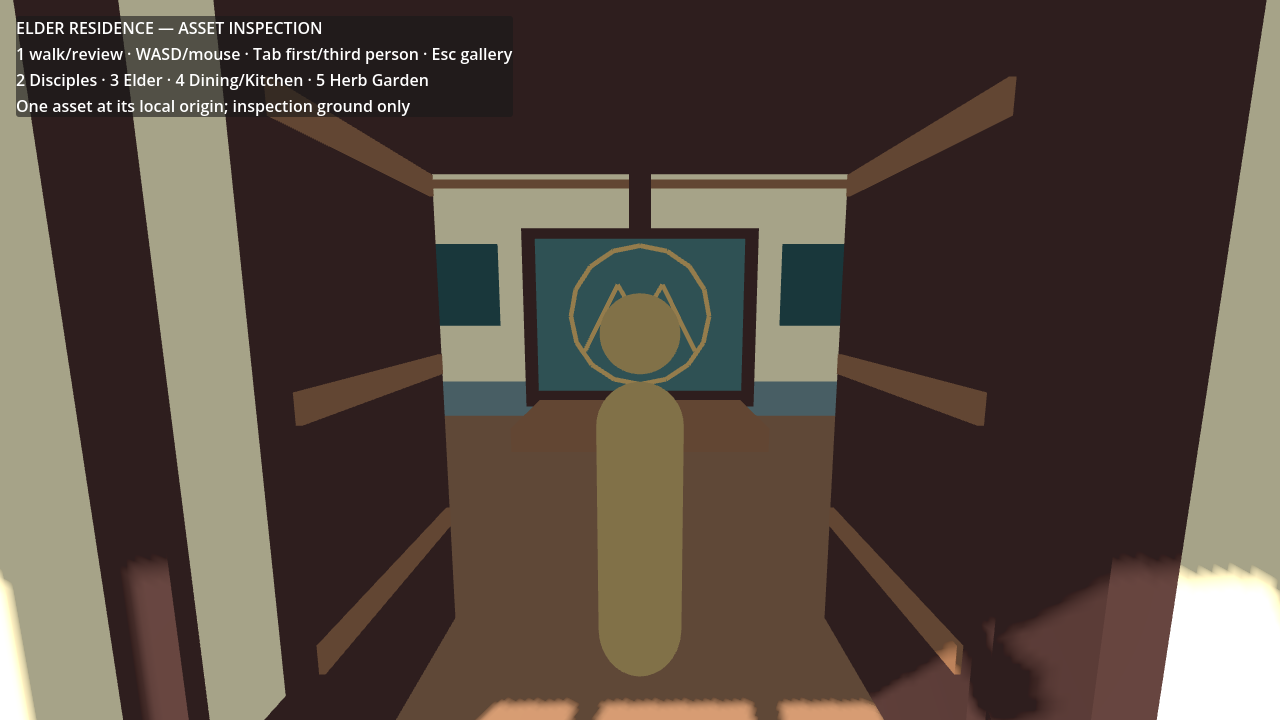 ELDER RESIDENCE — ASSET INSPECTION
1 walk/review · WASD/mouse · Tab first/third person · Esc gallery
2 Disciples · 3 Elder · 4 Dining/Kitchen · 5 Herb Garden
One asset at its local origin; inspection ground only